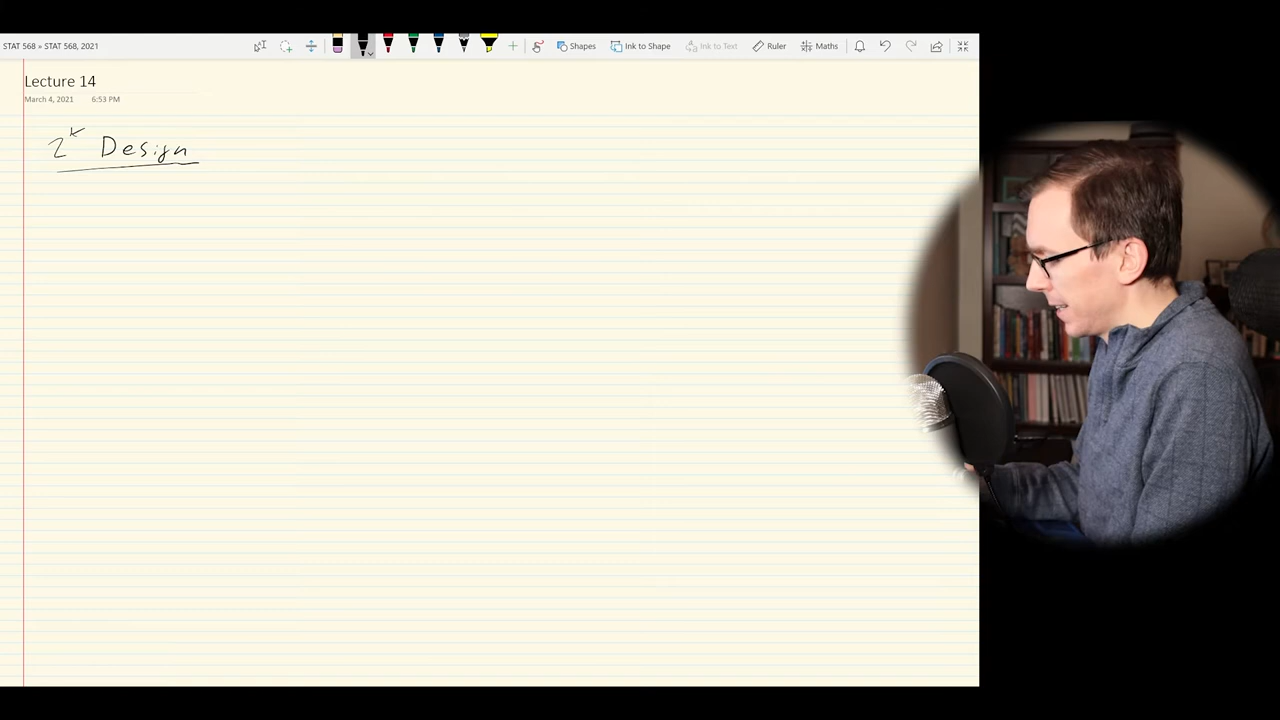 STAT 568 » STAT 568, 2021
Shapes
Ink to Shape
Ink to Text
Ruler
Maths
Lecture 14
March 4, 2021 6:53 PM
2ᵏ Design